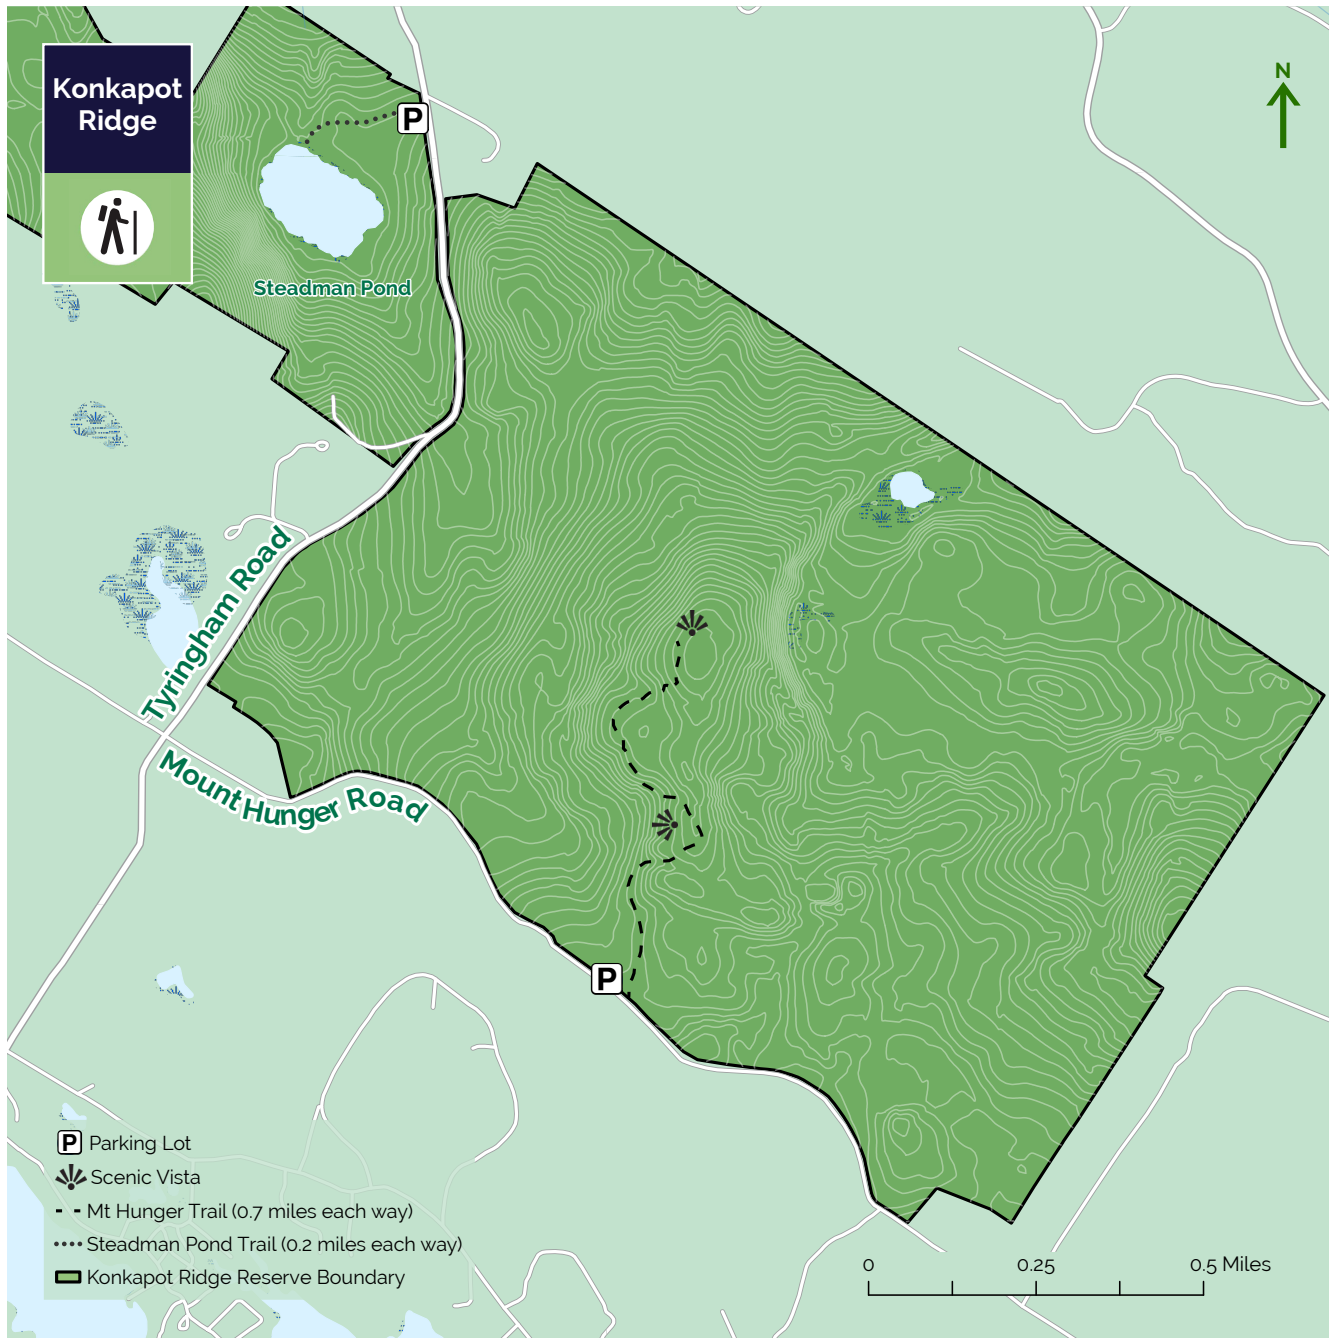 Konkapot
Ridge
N
P
Steadman Pond
Tyringham Road
Mount Hunger Road
P
P Parking Lot
Scenic Vista
Mt Hunger Trail (0.7 miles each way)
Steadman Pond Trail (0.2 miles each way)
Konkapot Ridge Reserve Boundary
0 0.25 0.5 Miles